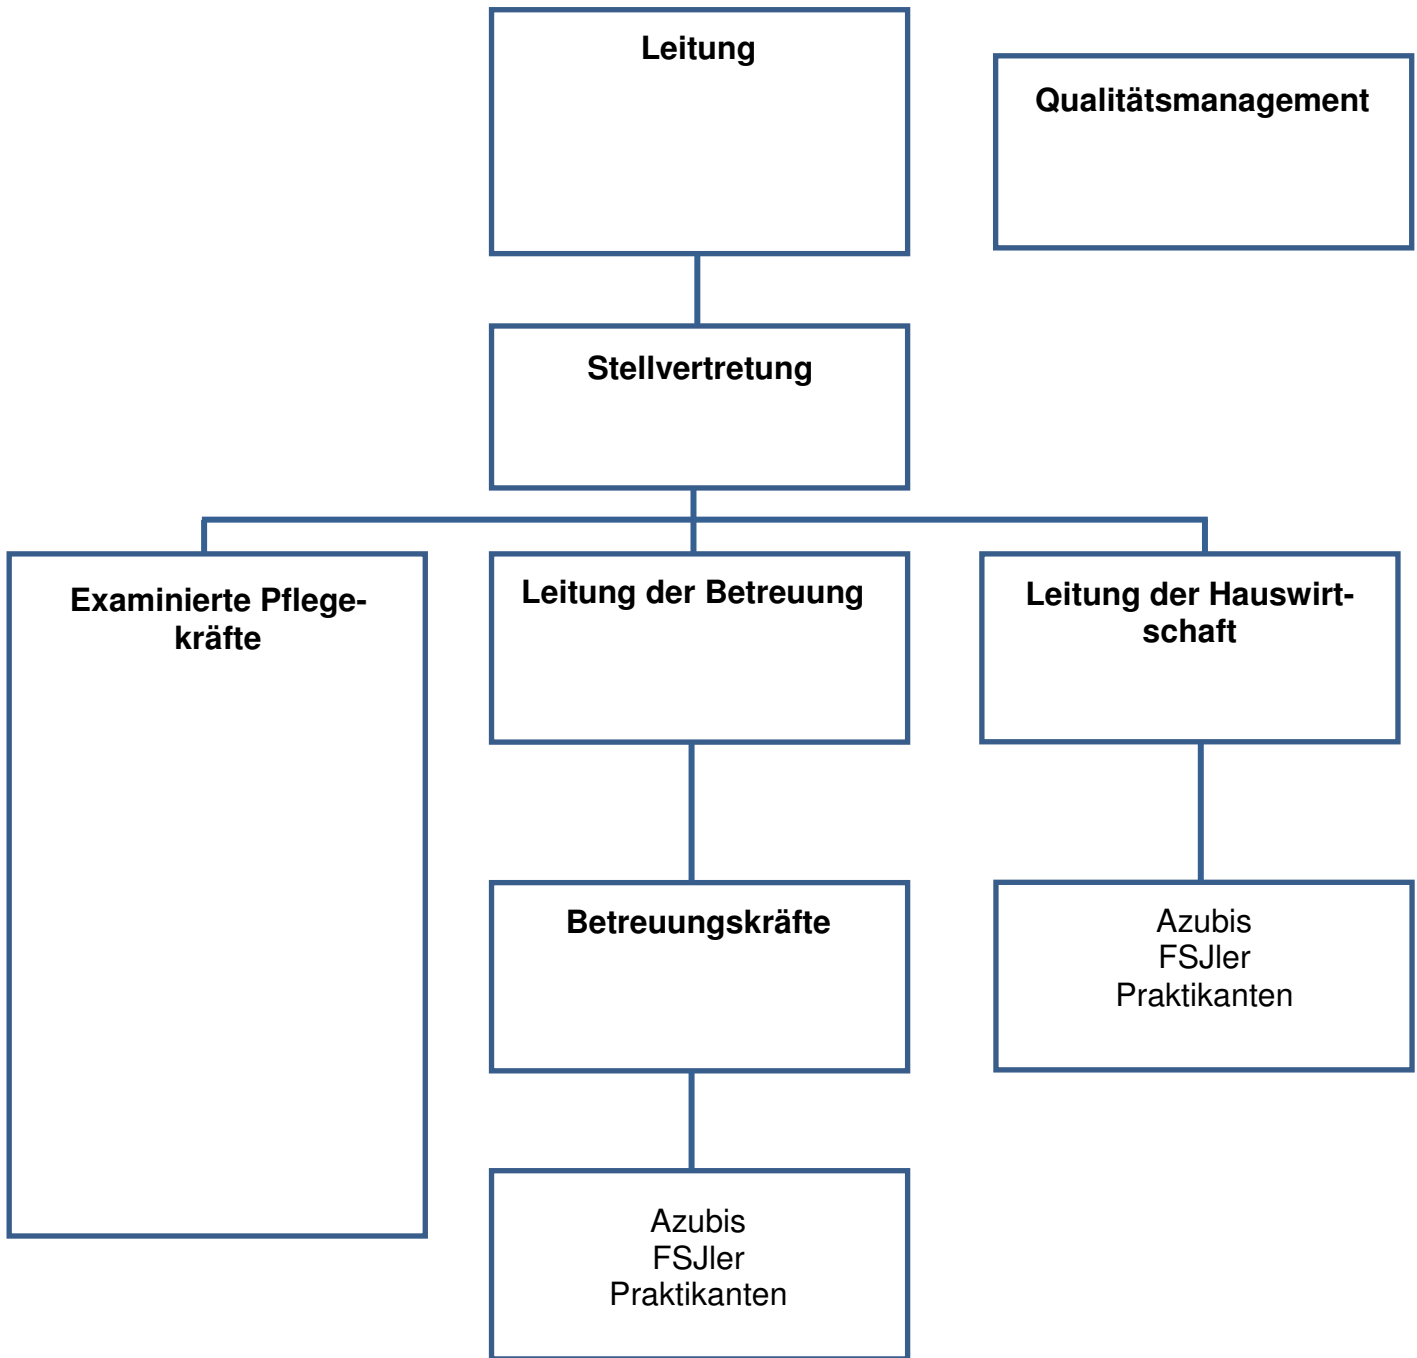 Leitung
Qualitätsmanagement
Stellvertretung
Examinierte Pflege-
kräfte
Leitung der Betreuung
Leitung der Hauswirt-
schaft
Betreuungskräfte
Azubis
FSJler
Praktikanten
Azubis
FSJler
Praktikanten